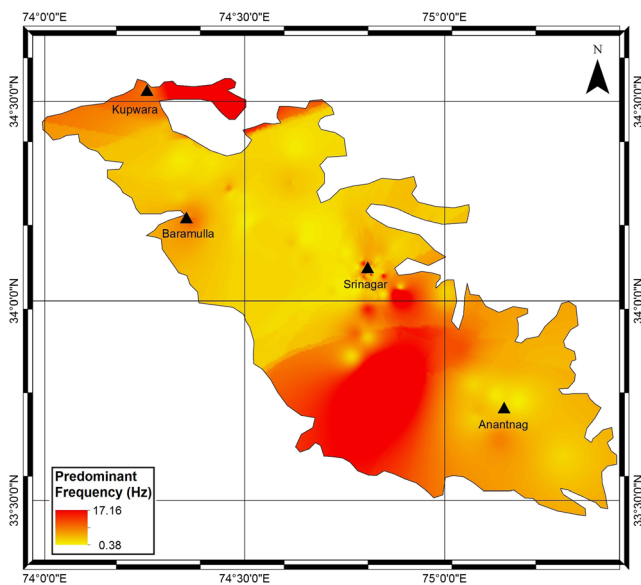 74°0'0"E 74°30'0"E 75°0'0"E
N
34°30'0"N 34°30'0"N
Kupwara
Baramulla
Srinagar
34°0'0"N 34°0'0"N
Anantnag
Predominant
Frequency (Hz)
17.16
0.38
33°30'0"N 33°30'0"N
74°0'0"E 74°30'0"E 75°0'0"E